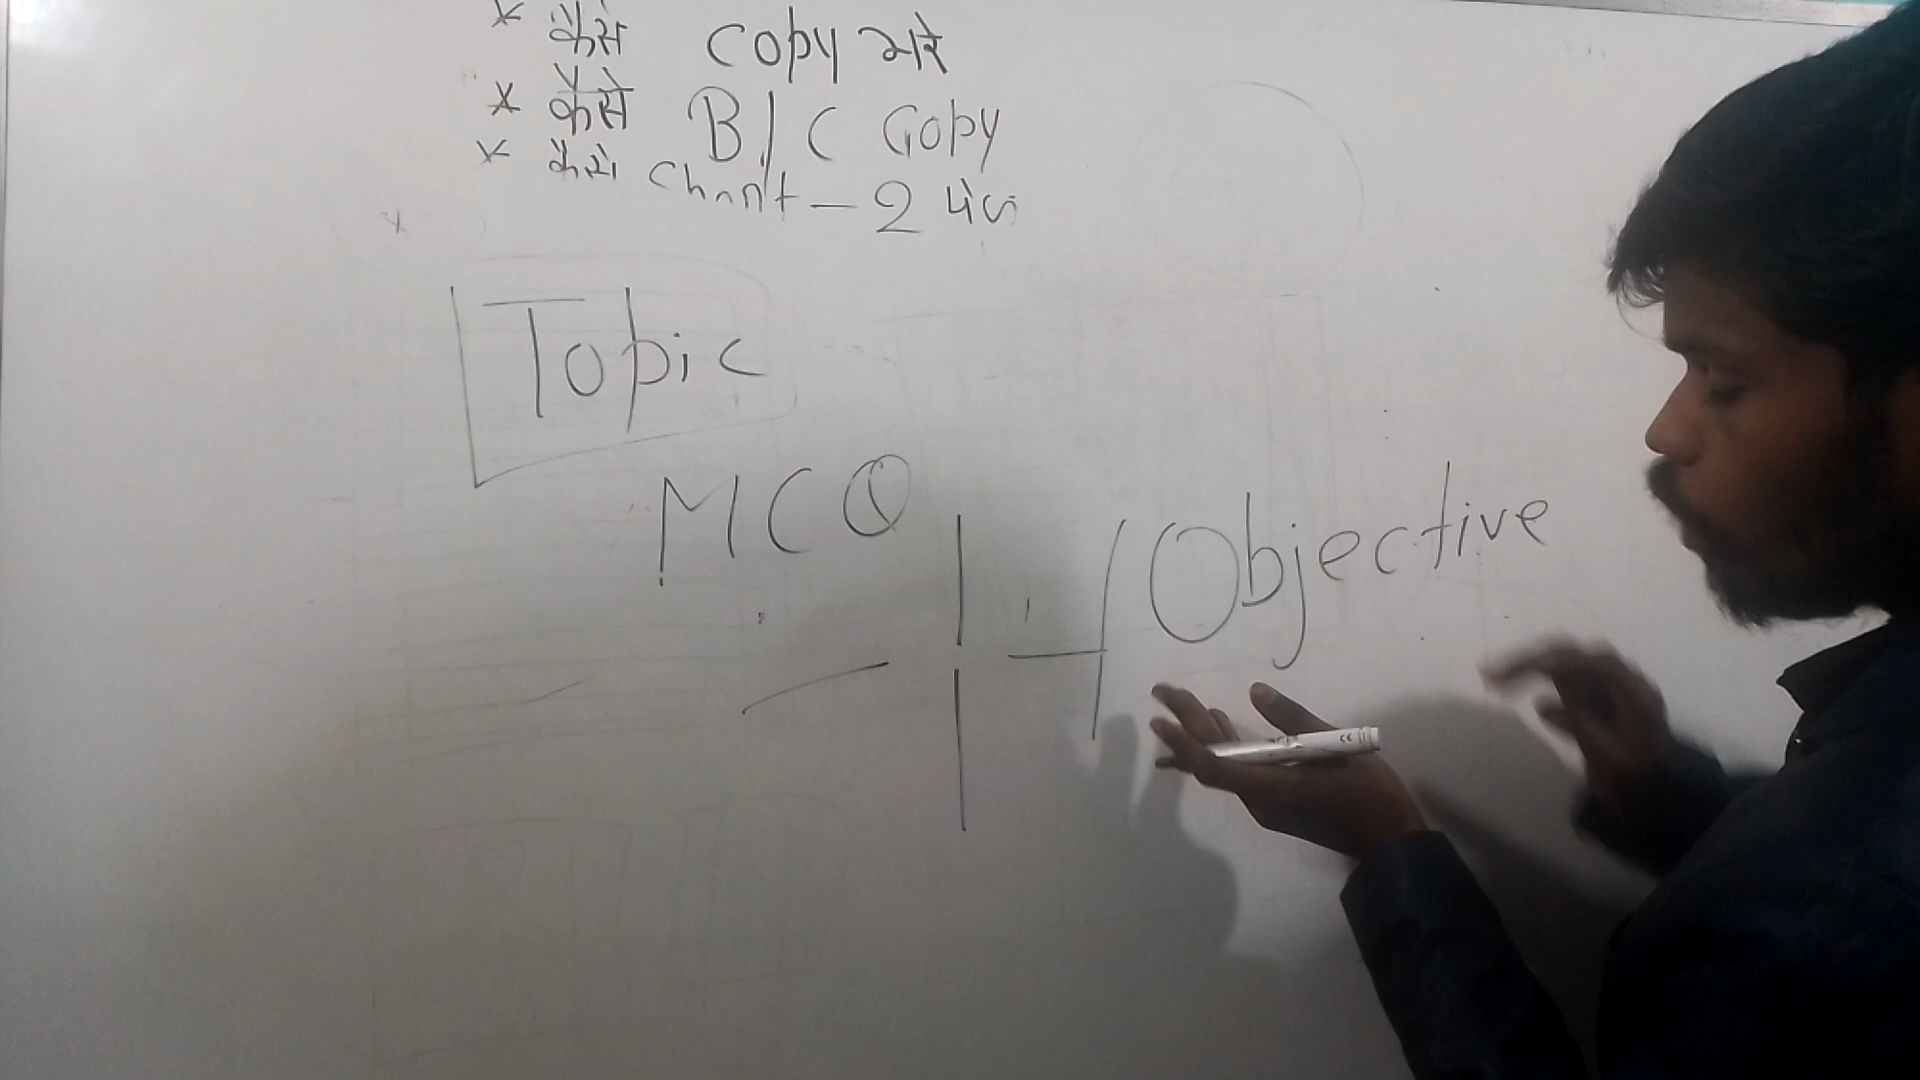 * कैसे Copy भरे
* कैसे B/C Copy
* कैसे Chart - 2 पेज
Topic
MCQ
Objective